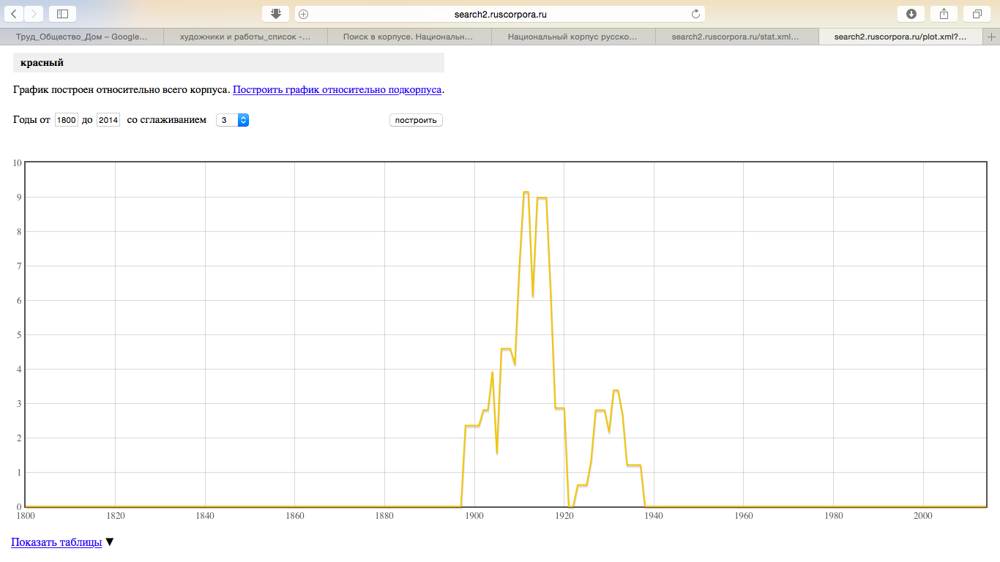 search2.ruscorpora.ru
Труд_Общество_Дом – Google...
художники и работы_список -...
Поиск в корпусе. Национальн...
Национальный корпус русско...
search2.ruscorpora.ru/stat.xml...
search2.ruscorpora.ru/plot.xml?...
красный
График построен относительно всего корпуса. Построить график относительно подкорпуса.
Годы от 1800 до 2014 со сглаживанием 3 построить
10
9
8
7
6
5
4
3
2
1
0
1800 1820 1840 1860 1880 1900 1920 1940 1960 1980 2000
Показать таблицы ▼